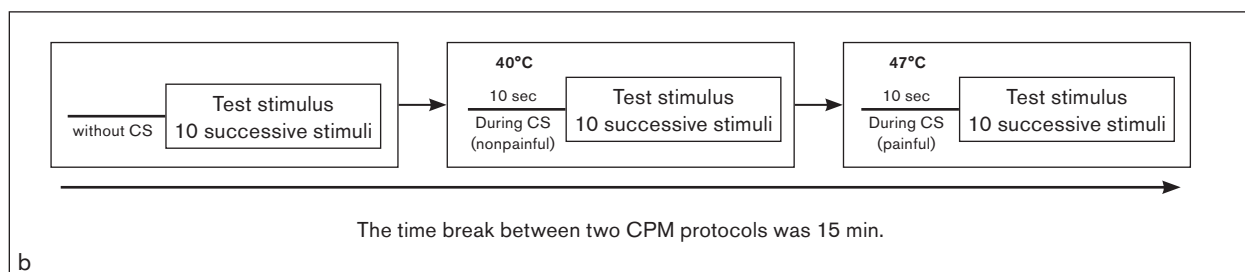 without CS
Test stimulus
10 successive stimuli
40°C
10 sec
During CS
(nonpainful)
Test stimulus
10 successive stimuli
47°C
10 sec
During CS
(painful)
Test stimulus
10 successive stimuli
The time break between two CPM protocols was 15 min.
b